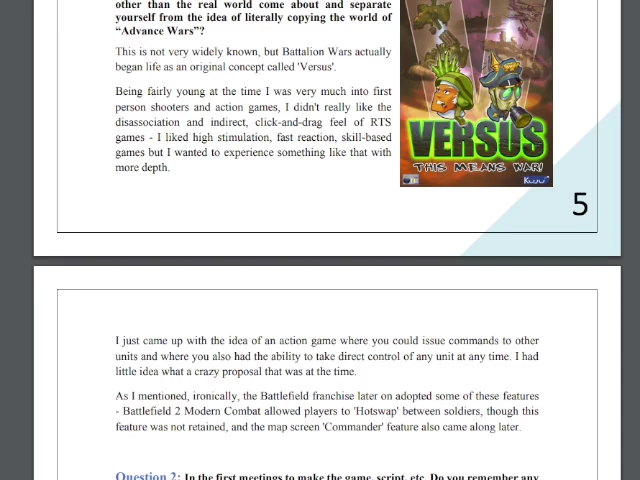 other than the real world come about and separate
yourself from the idea of literally copying the world of
“Advance Wars”?
This is not very widely known, but Battalion Wars actually
began life as an original concept called 'Versus'.
Being fairly young at the time I was very much into first
person shooters and action games, I didn't really like the
disassociation and indirect, click-and-drag feel of RTS
games - I liked high stimulation, fast reaction, skill-based
games but I wanted to experience something like that with
more depth.
VERSUS
THIS MEANS WAR!
Kuju
5
I just came up with the idea of an action game where you could issue commands to other
units and where you also had the ability to take direct control of any unit at any time. I had
little idea what a crazy proposal that was at the time.
As I mentioned, ironically, the Battlefield franchise later on adopted some of these features
- Battlefield 2 Modern Combat allowed players to 'Hotswap' between soldiers, though this
feature was not retained, and the map screen 'Commander' feature also came along later.
Question 2: In the first meetings to make the game, script, etc. Do you remember any